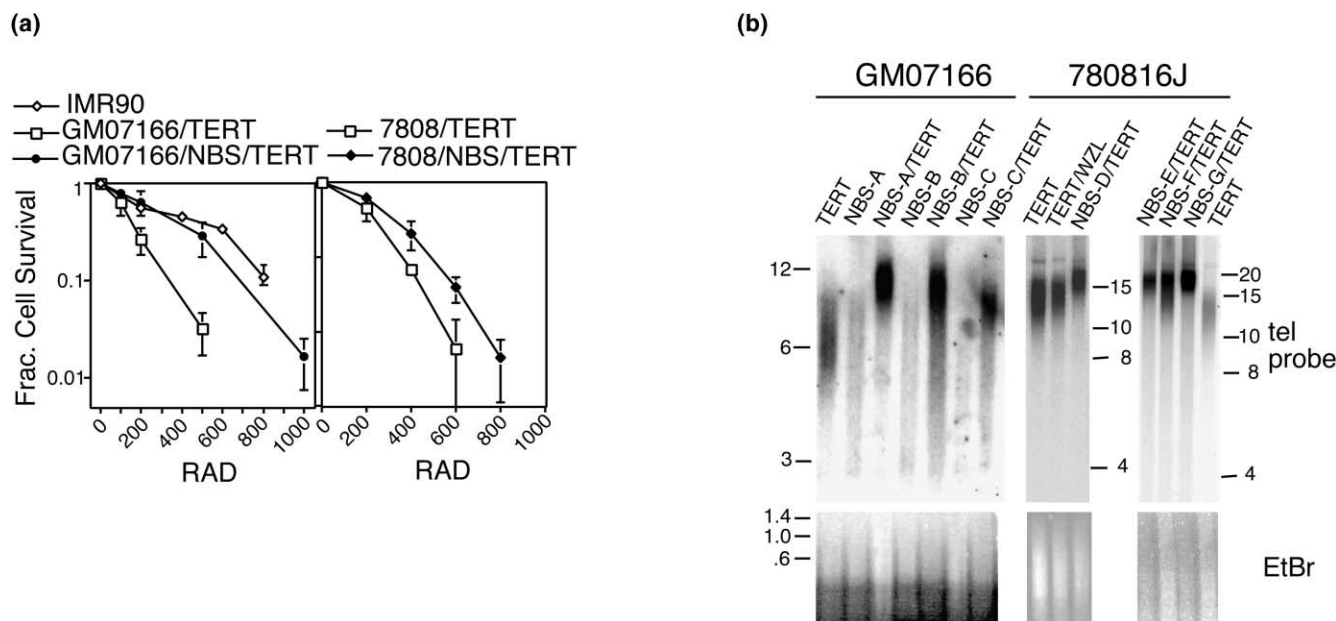 (a)
IMR90
GM07166/TERT
GM07166/NBS/TERT
7808/TERT
7808/NBS/TERT
Frac. Cell Survival
1
0.1
0.01
0
200
400
600
800
1000
RAD
0
200
400
600
800
1000
RAD
(b)
GM07166
780816J
TERT
NBS-A
NBS-A/TERT
NBS-B
NBS-B/TERT
NBS-C
NBS-C/TERT
TERT
TERT/WZL
NBS-D/TERT
NBS-E/TERT
NBS-F/TERT
NBS-G/TERT
TERT
12
6
3
15
10
8
4
20
15
10
8
4
tel
probe
1.4
1.0
.6
EtBr